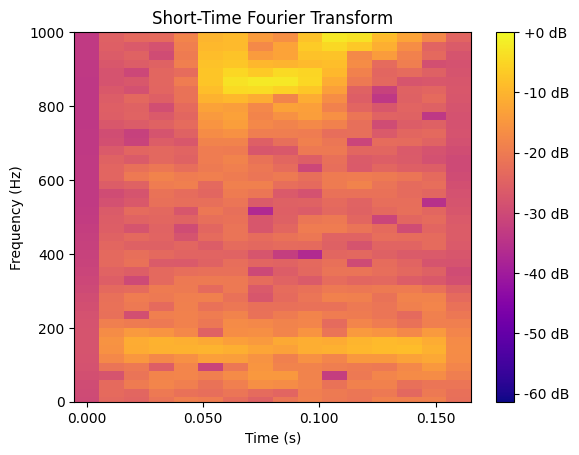 Short-Time Fourier Transform
Frequency (Hz)
1000
800
600
400
200
0
0.000
0.050
0.100
0.150
Time (s)
+0 dB
-10 dB
-20 dB
-30 dB
-40 dB
-50 dB
-60 dB